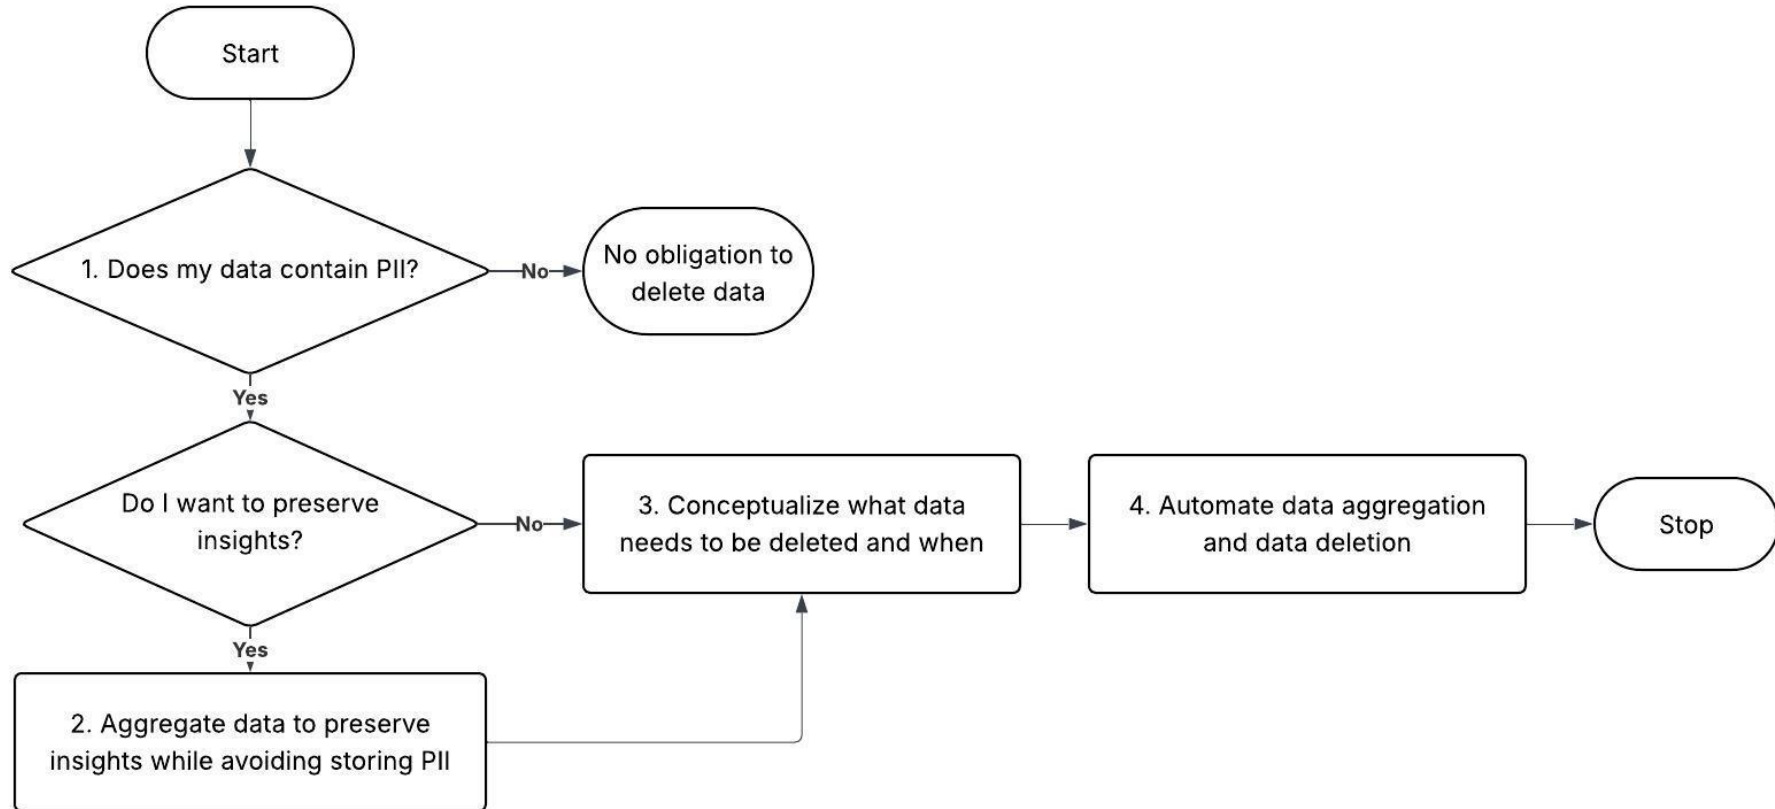 Start
1. Does my data contain PII?
No
No obligation to
delete data
Yes
Do I want to preserve
insights?
No
3. Conceptualize what data
needs to be deleted and when
4. Automate data aggregation
and data deletion
Stop
Yes
2. Aggregate data to preserve
insights while avoiding storing PII